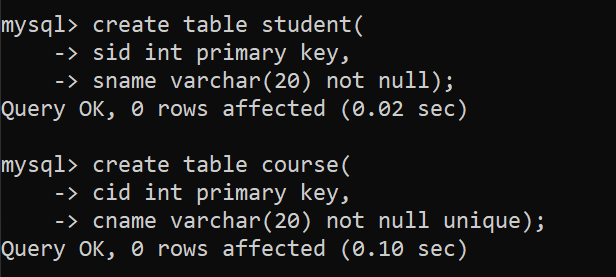 mysql> create table student(
    -> sid int primary key,
    -> sname varchar(20) not null);
Query OK, 0 rows affected (0.02 sec)

mysql> create table course(
    -> cid int primary key,
    -> cname varchar(20) not null unique);
Query OK, 0 rows affected (0.10 sec)